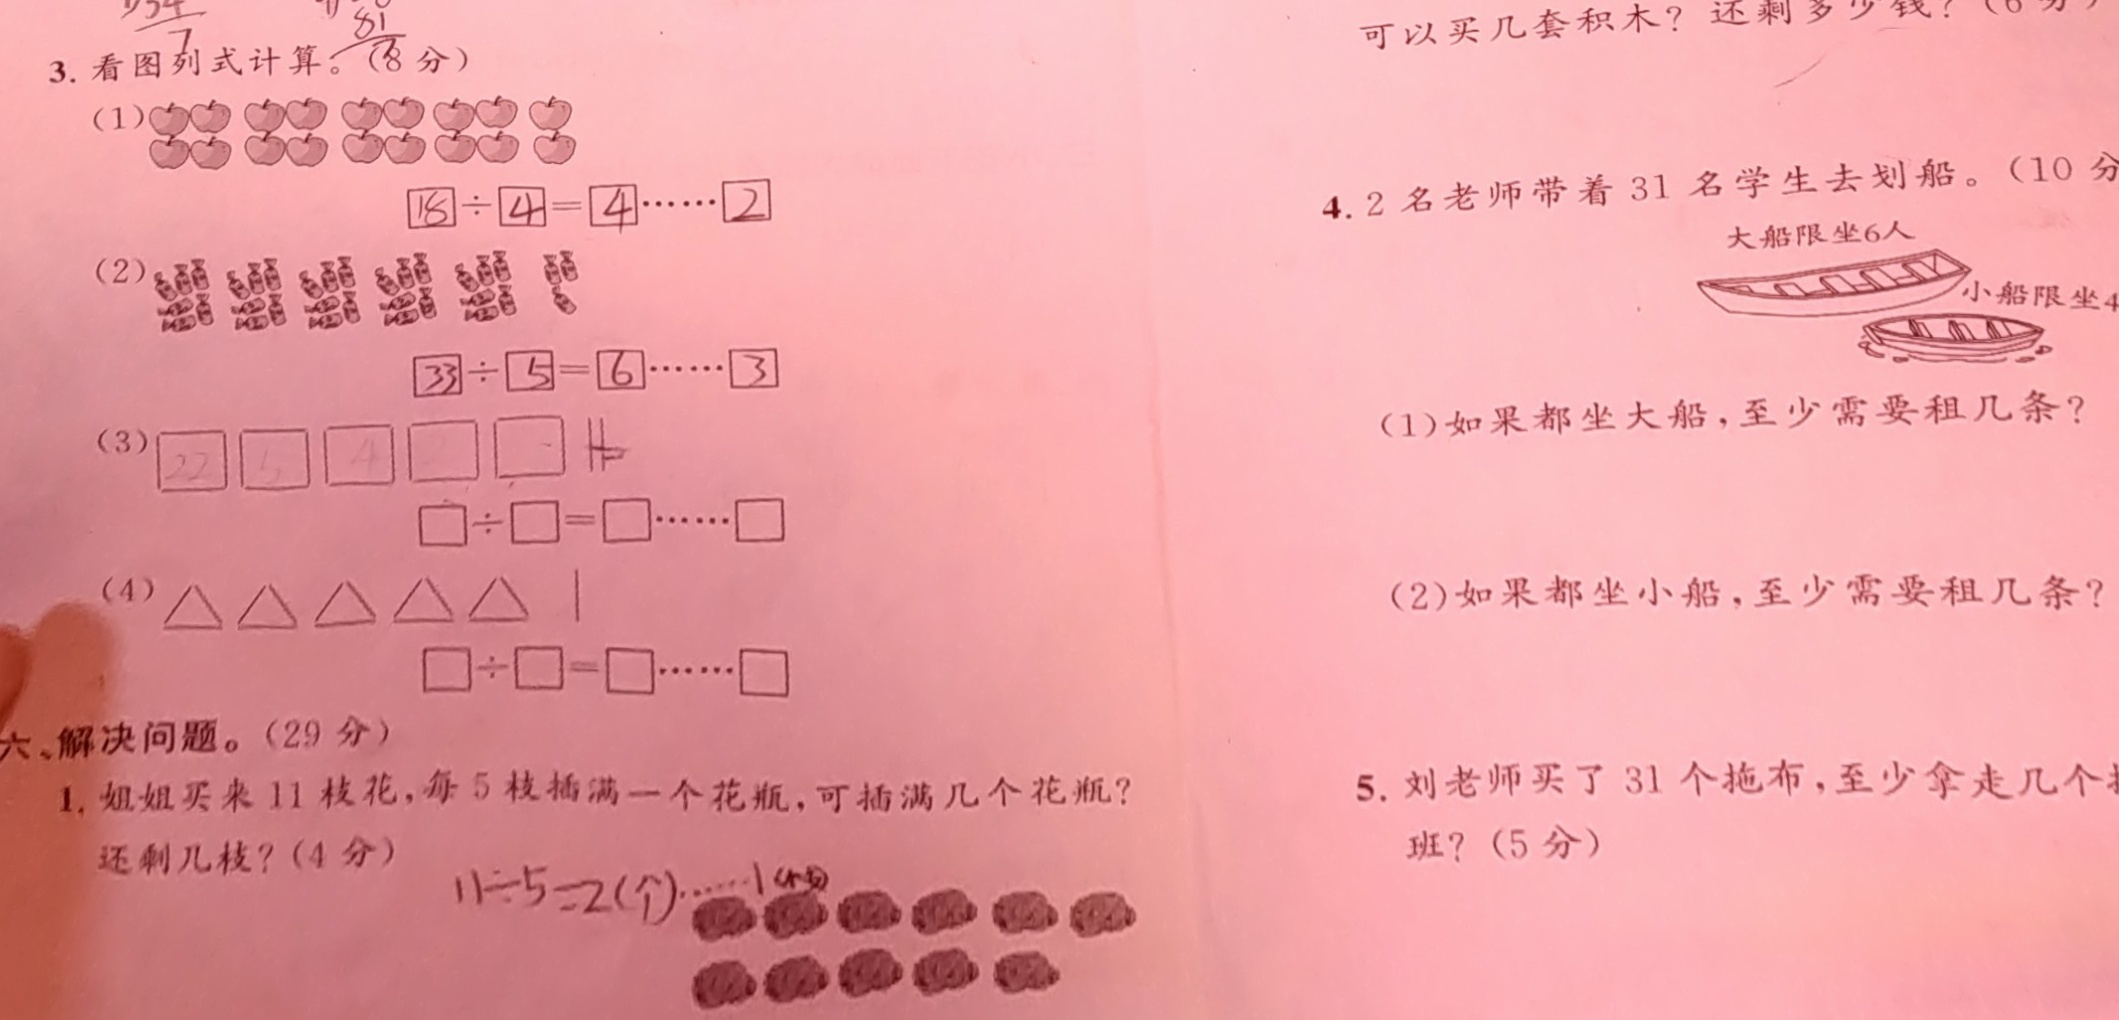 81
7
3. 看图列式计算。(8分)
(1)
18÷4=4……2
(2)
33÷5=6……3
(3)
22 5 4 2
□÷□=□……□
(4)
□÷□=□……□
六、解决问题。(29分)
1. 姐姐买来11枝花,每5枝插满一个花瓶,可插满几个花瓶?
还剩几枝?(4分)
11÷5=2(个)……1
可以买几套积木?还剩多少钱?(6分)
4. 2名老师带着31名学生去划船。(10分
大船限坐6人
小船限坐4
(1)如果都坐大船,至少需要租几条?
(2)如果都坐小船,至少需要租几条?
5. 刘老师买了31个拖布,至少拿走几个
班?(5分)